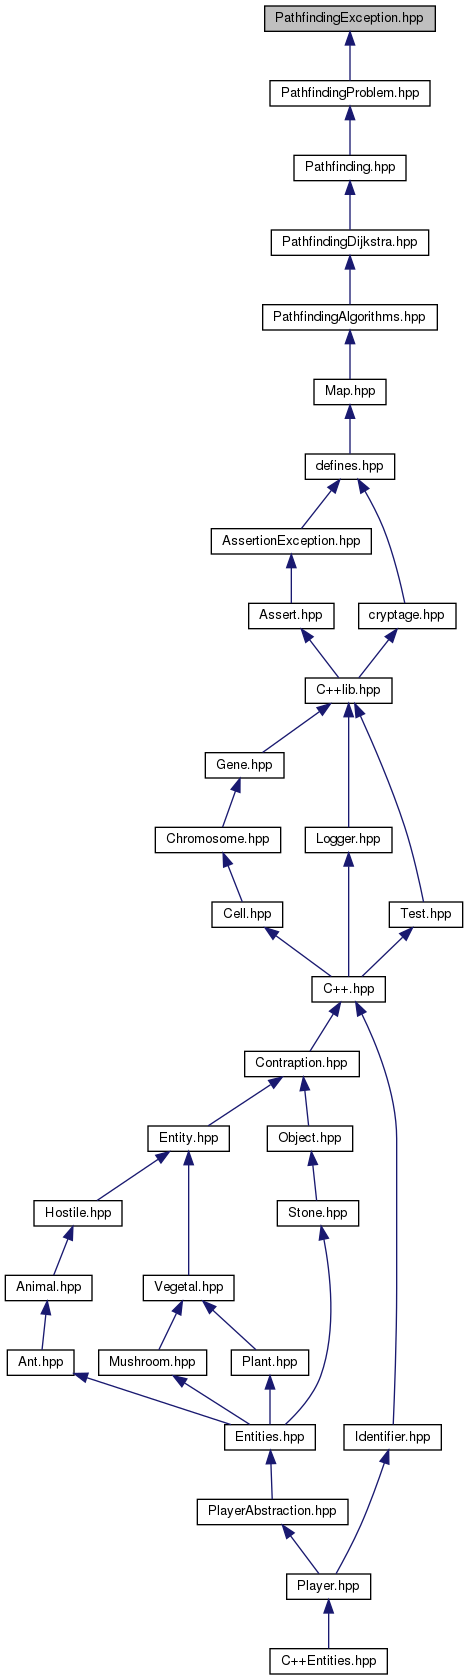 PathfindingException.hpp
PathfindingProblem.hpp
Pathfinding.hpp
PathfindingDijkstra.hpp
PathfindingAlgorithms.hpp
Map.hpp
defines.hpp
AssertionException.hpp
Assert.hpp
cryptage.hpp
C++lib.hpp
Gene.hpp
Chromosome.hpp
Logger.hpp
Cell.hpp
Test.hpp
C++.hpp
Contraption.hpp
Entity.hpp
Object.hpp
Hostile.hpp
Stone.hpp
Animal.hpp
Vegetal.hpp
Ant.hpp
Mushroom.hpp
Plant.hpp
Entities.hpp
Identifier.hpp
PlayerAbstraction.hpp
Player.hpp
C++Entities.hpp